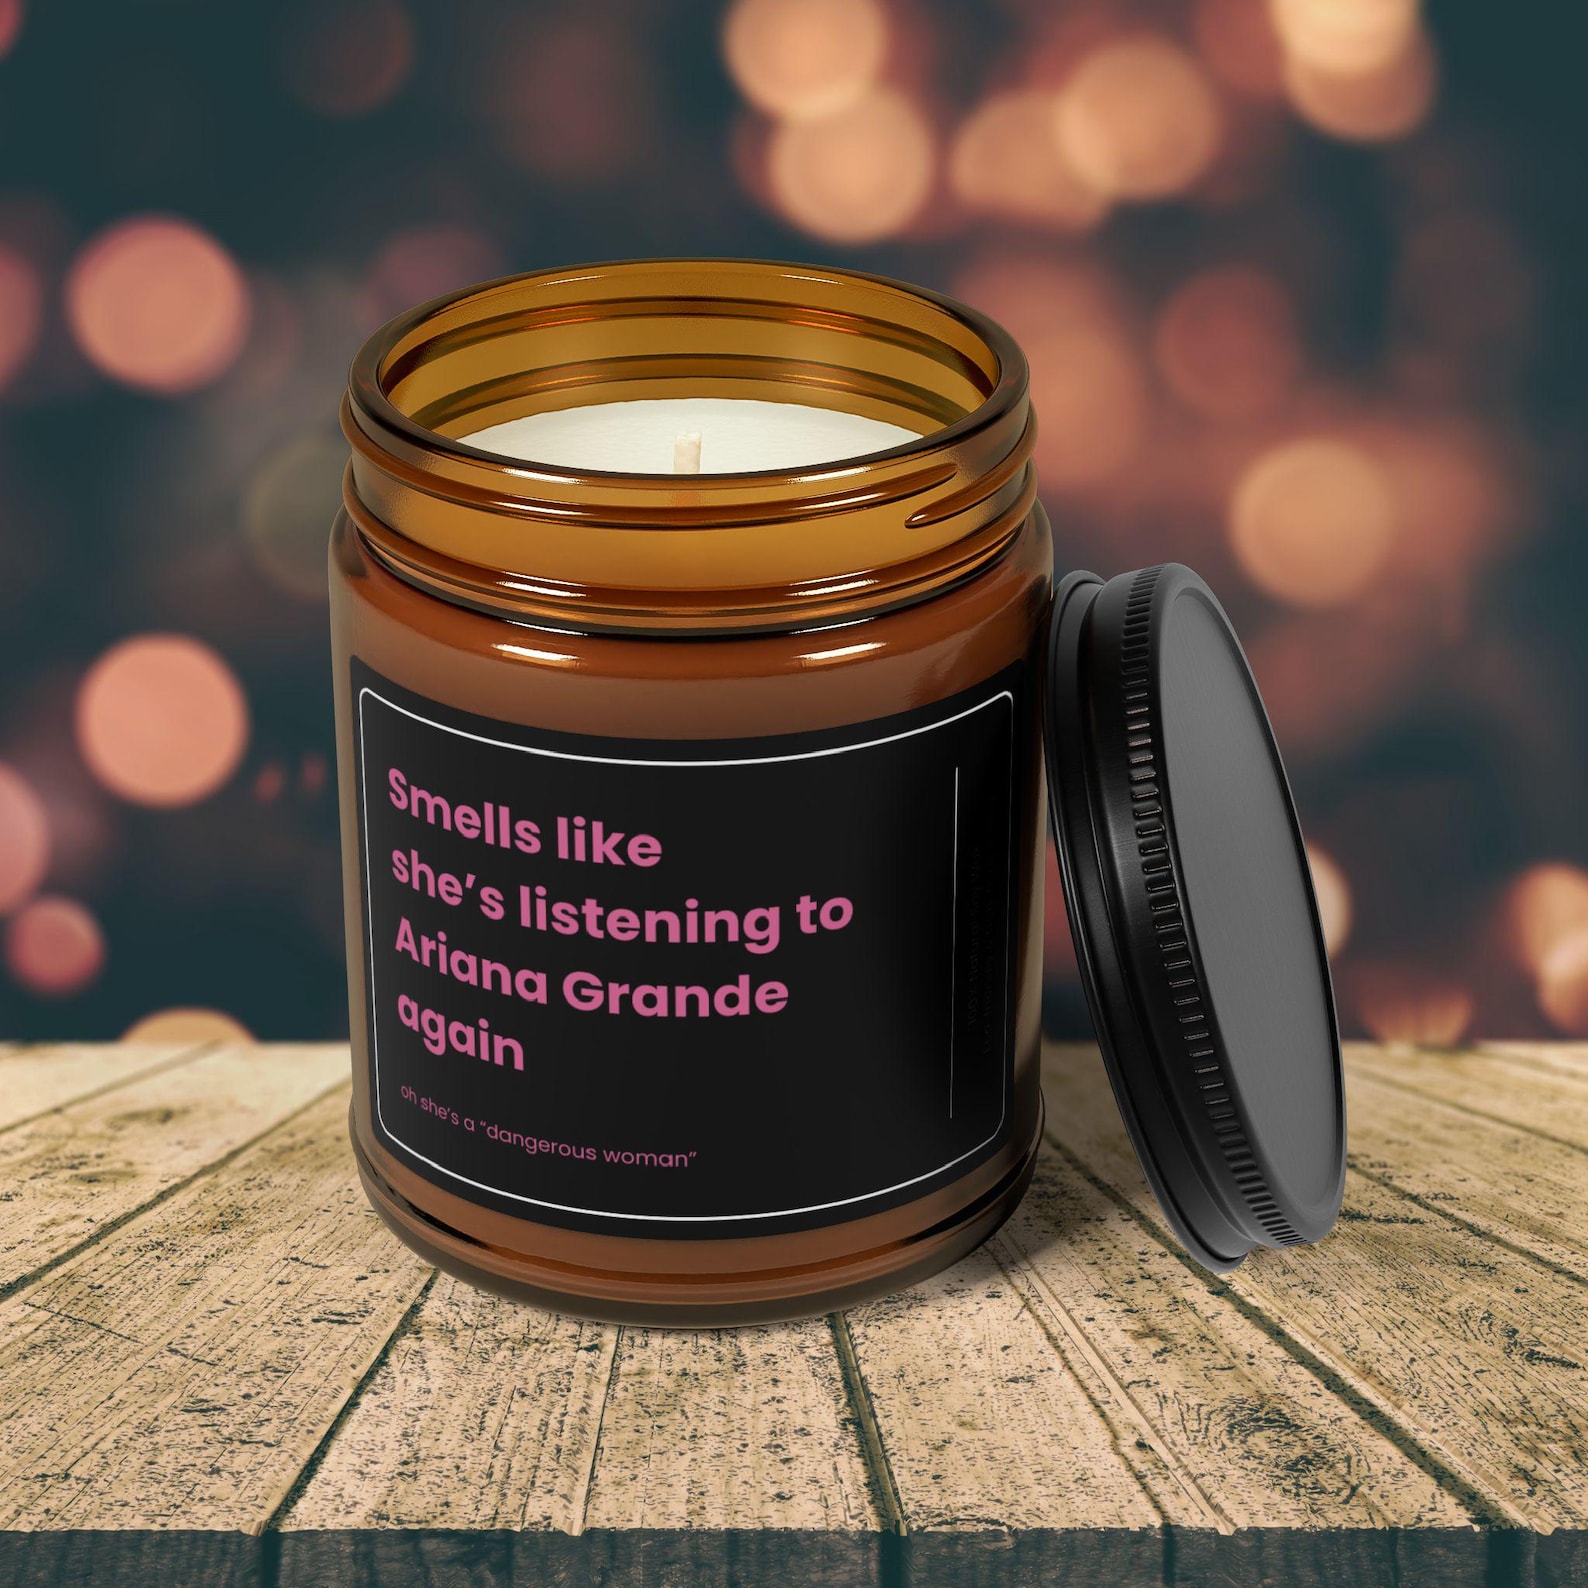 Smells like
she’s listening to
Ariana Grande
again
oh she's a “dangerous woman”